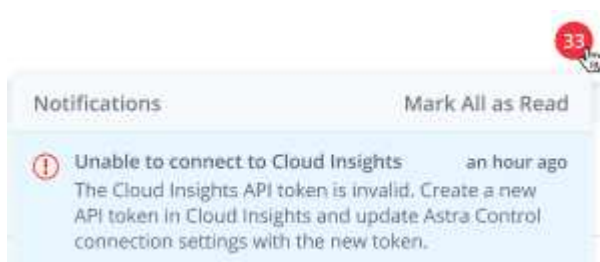 33
Notifications Mark All as Read
Unable to connect to Cloud Insights an hour ago
The Cloud Insights API token is invalid. Create a new
API token in Cloud Insights and update Astra Control
connection settings with the new token.